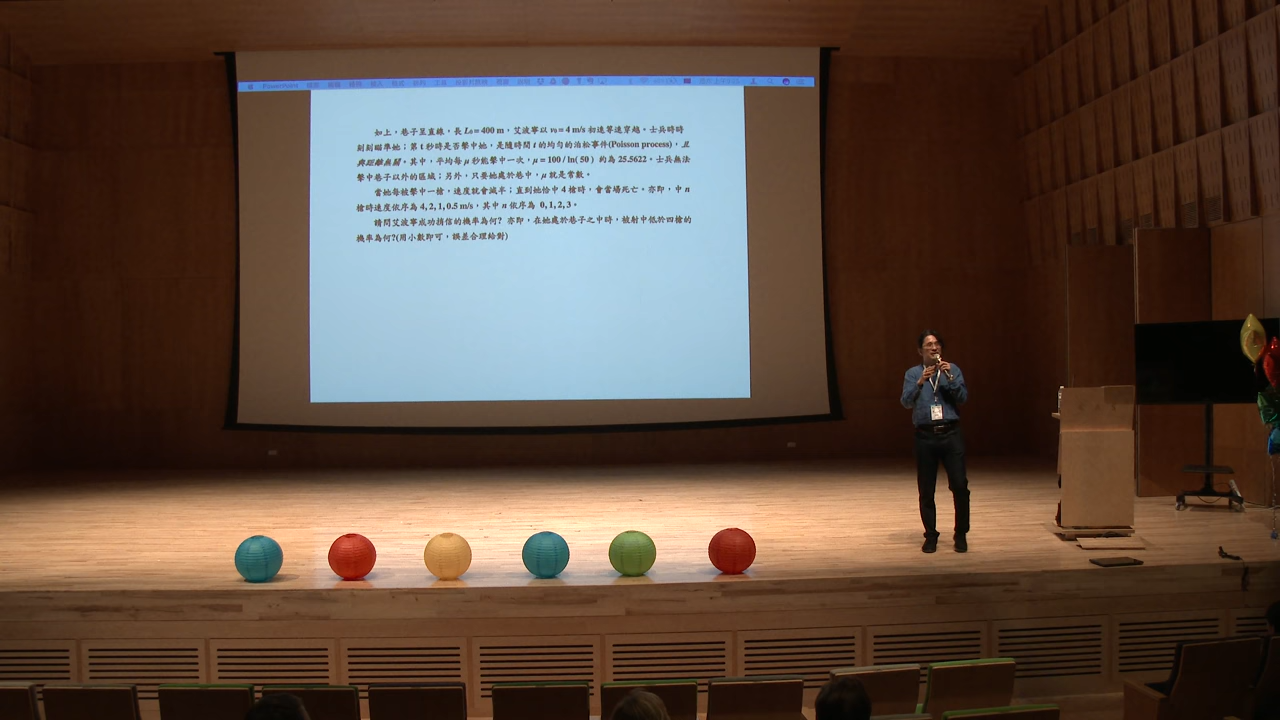 PowerPoint
如上，巷子呈直線，長 L₀ = 400 m，艾波寧以 v₀ = 4 m/s 初速等速穿越。士兵時時
刻刻瞄準她；第 t 秒時是否擊中她，是隨時間 t 的均勻的泊松事件(Poisson process)，且
與距離無關。其中，平均每 μ 秒能擊中一次，μ = 100 / ln( 50 ) 約為 25.5622。士兵無法
擊中巷子以外的區域；另外，只要她處於巷中，μ 就是常數。
當她每被擊中一槍，速度就會減半；直到她恰中 4 槍時，會當場死亡。亦即，中 n
槍時速度依序為 4, 2, 1, 0.5 m/s，其中 n 依序為 0, 1, 2, 3。
請問艾波寧成功捎信的機率為何? 亦即，在她處於巷子之中時，被射中低於四槍的
機率為何?(用小數即可，誤差合理給對)